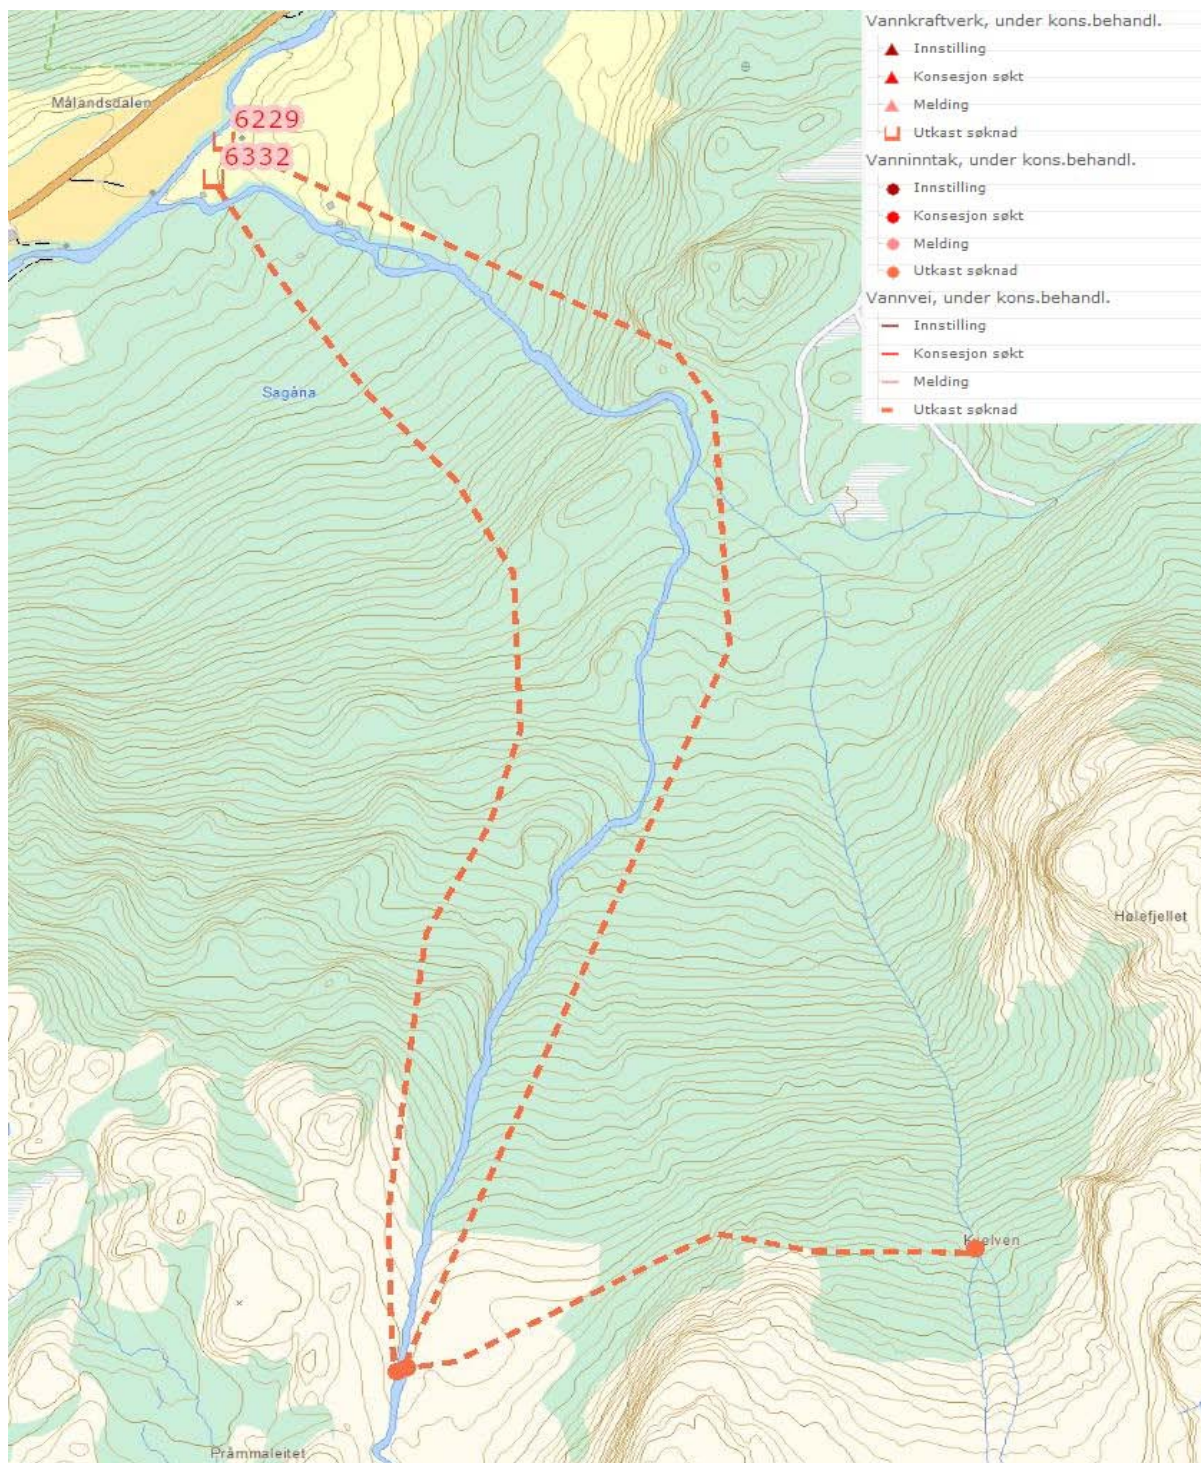 Vannkraftverk, under kons.behandl.
Innstilling
Konsesjon søkt
Melding
Utkast søknad
Vanninntak, under kons.behandl.
Innstilling
Konsesjon søkt
Melding
Utkast søknad
Vannvei, under kons.behandl.
Innstilling
Konsesjon søkt
Melding
Utkast søknad
Målandsdalen
6229
6332
Sagåna
Hølefjellet
Kvelven
Pråmmaleitet